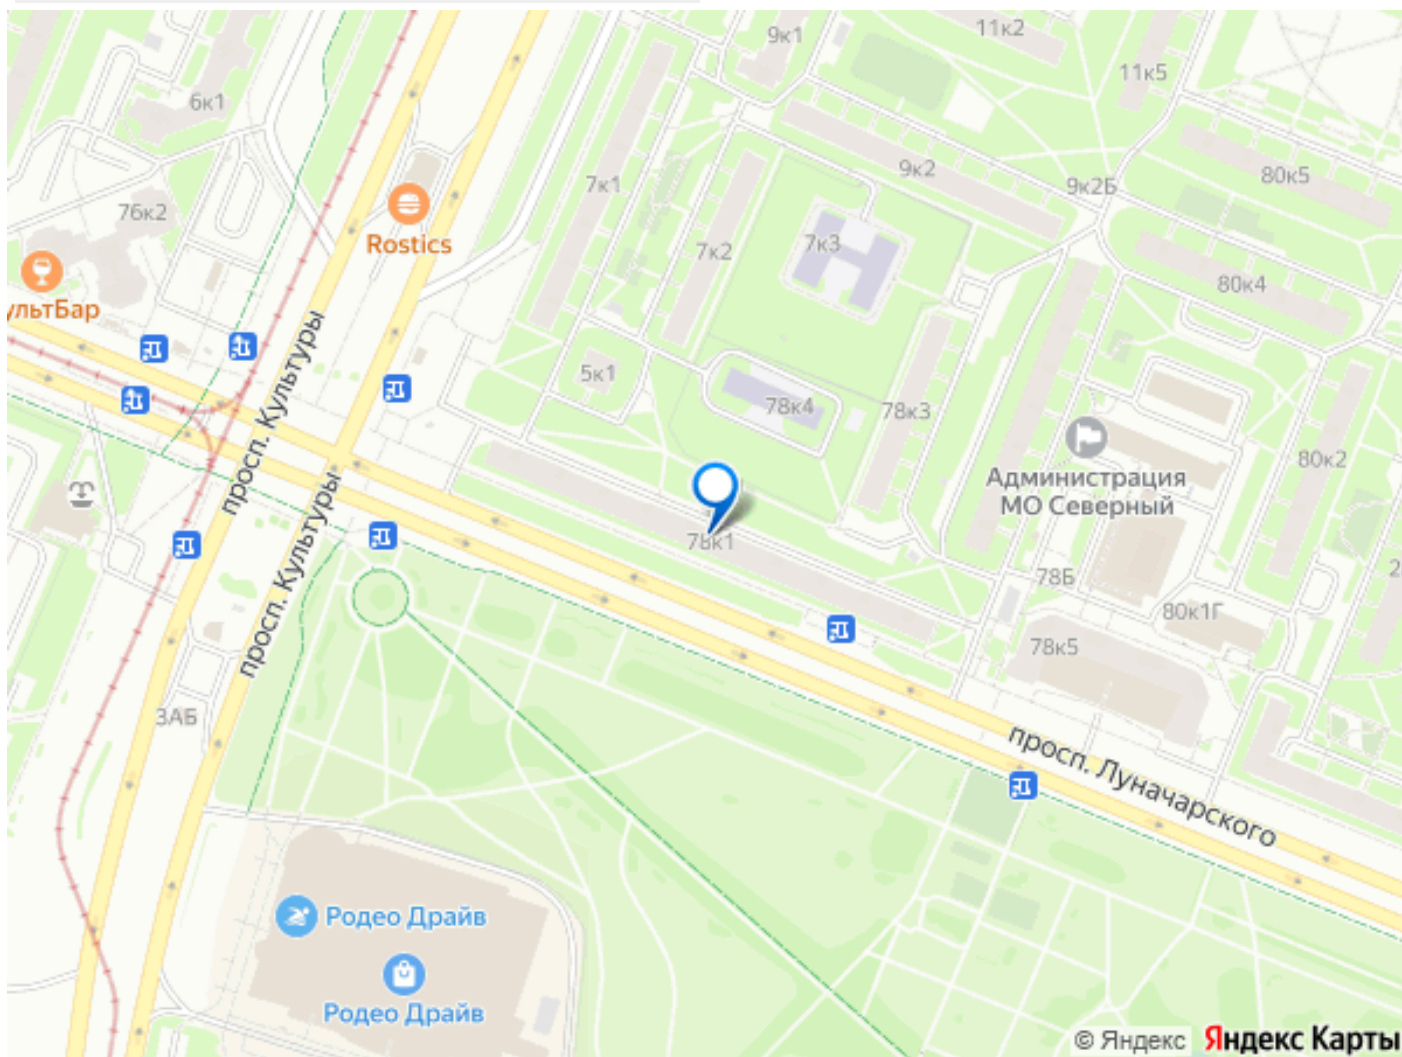 9к1
11к2
11к5
6к1
9к2
80к5
7к1
9к2Б
76к2
7к3
Rostics
7к2
80к4
ультБар
просп. Культуры
5к1
78к4
78к3
80к2
Администрация
МО Северный
просп. Культуры
78к1
78Б
2
80к1Г
78к5
3АБ
просп. Луначарского
Родео Драйв
Родео Драйв
© Яндекс Яндекс Карты